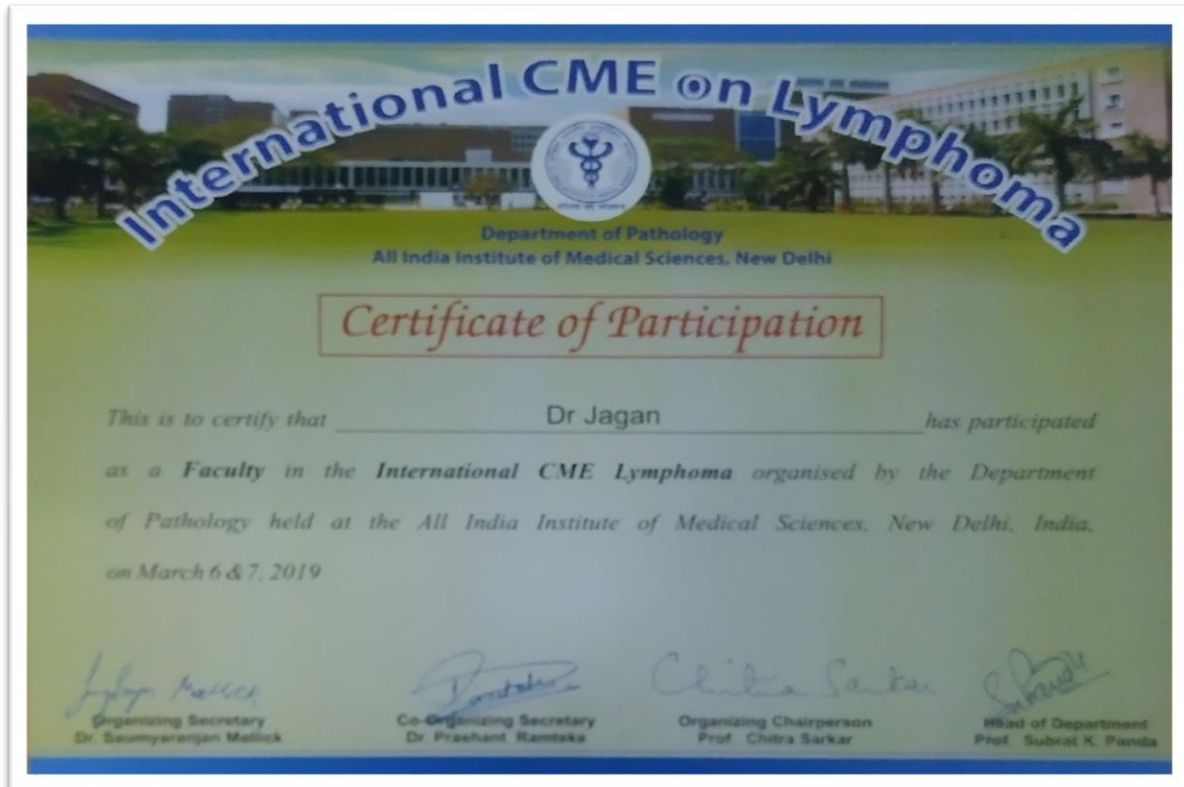 International CME on Lymphoma
Department of Pathology
All India Institute of Medical Sciences, New Delhi
Certificate of Participation
This is to certify that Dr Jagan has participated
as a Faculty in the International CME Lymphoma organised by the Department
of Pathology held at the All India Institute of Medical Sciences, New Delhi, India,
on March 6 & 7, 2019
Mallick Chitra Sarkar
Organizing Secretary Co-Organizing Secretary Organizing Chairperson Head of Department
Dr. Saumyaranjan Mallick Dr Prashant Ramteke Prof. Chitra Sarkar Prof. Subrat K. Panda